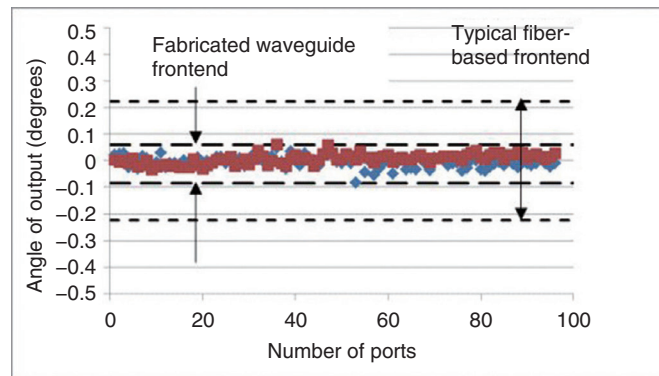 Fabricated waveguide
frontend
Typical fiber-
based frontend
Angle of output (degrees)
0.5
0.4
0.3
0.2
0.1
0
−0.1
−0.2
−0.3
−0.4
−0.5
0
20
40
60
80
100
Number of ports